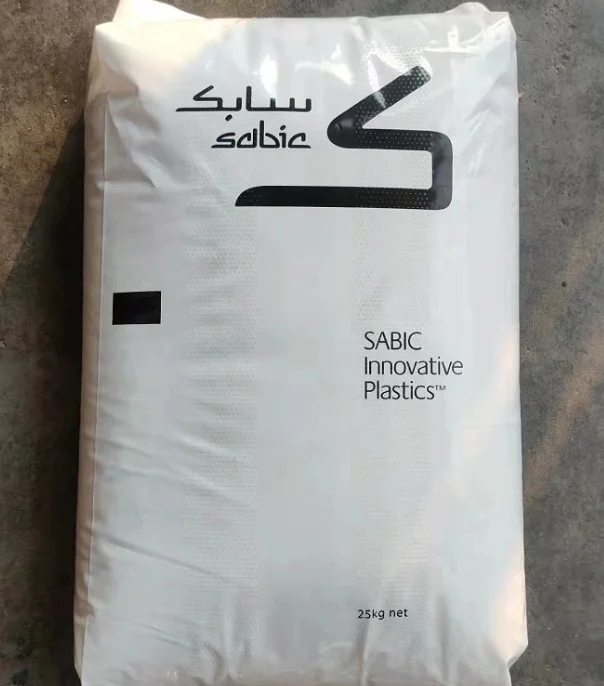 سابك
sabic
SABIC
Innovative
Plastics™
25kg net